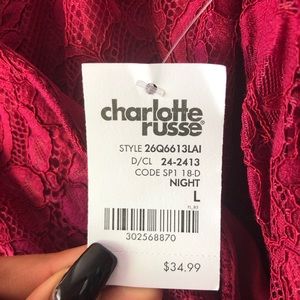 charlotte
russe®
STYLE 26Q6613LAI
D/CL 24-2413
CODE SP1 18-D
NIGHT
L
302568870
$34.99